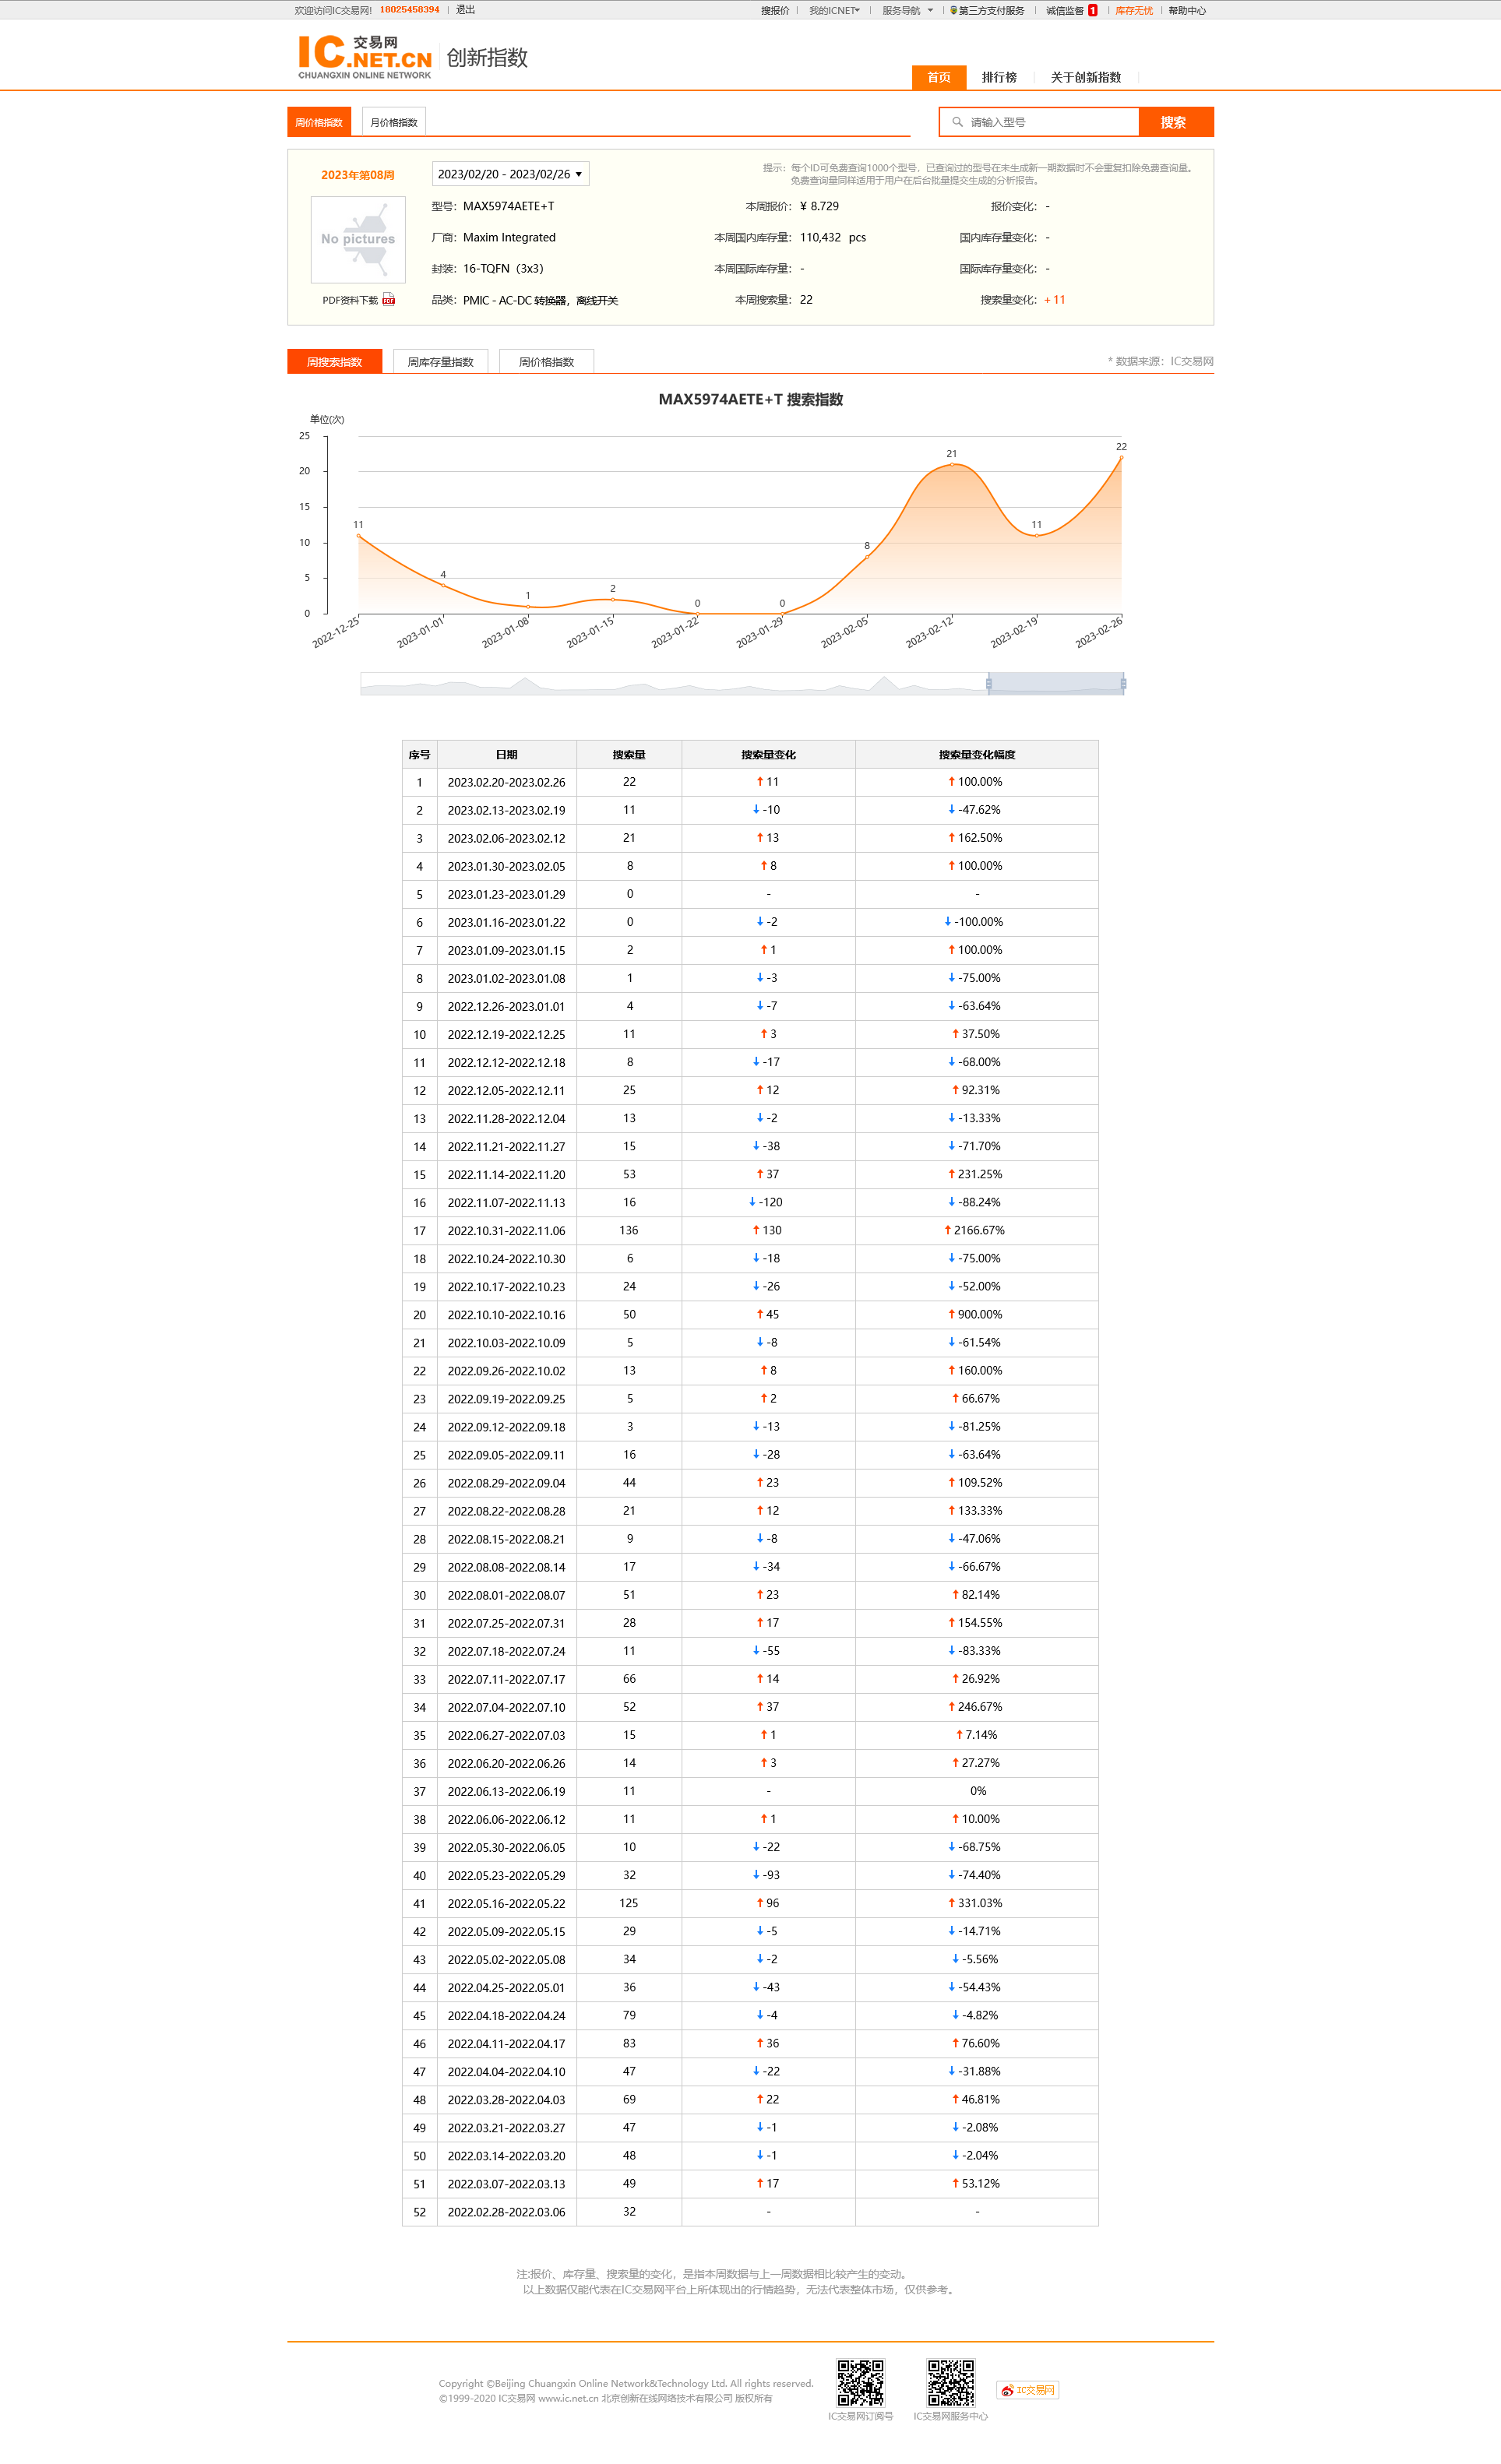 欢迎访问IC交易网! 18025458394 退出 搜报价 我的ICNET 服务导航 第三方支付服务 诚信监督 1 库存无忧 帮助中心
IC 交易网 .NET.CN 创新指数
CHUANGXIN ONLINE NETWORK
首页 排行榜 关于创新指数
周价格指数 月价格指数 请输入型号 搜索
2023年第08周 2023/02/20 - 2023/02/26 提示：每个ID可免费查询1000个型号，已查询过的型号在未生成新一期数据时不会重复扣除免费查询量。
免费查询量同样适用于用户在后台批量提交生成的分析报告。
型号：MAX5974AETE+T 本周报价：¥ 8.729 报价变化：-
No pictures
厂商：Maxim Integrated 本周国内库存量：110,432 pcs 国内库存量变化：-
封装：16-TQFN（3x3） 本周国际库存量：- 国际库存量变化：-
PDF资料下载 PDF 品类：PMIC - AC-DC 转换器，离线开关 本周搜索量：22 搜索量变化：+ 11
周搜索指数 周库存量指数 周价格指数 * 数据来源：IC交易网
MAX5974AETE+T 搜索指数
单位(次)
25
20
15
10
5
0
11 4 1 2 0 0 8 21 11 22
2022-12-25 2023-01-01 2023-01-08 2023-01-15 2023-01-22 2023-01-29 2023-02-05 2023-02-12 2023-02-19 2023-02-26
序号 日期 搜索量 搜索量变化 搜索量变化幅度
1 2023.02.20-2023.02.26 22 ↑ 11 ↑ 100.00%
2 2023.02.13-2023.02.19 11 ↓ -10 ↓ -47.62%
3 2023.02.06-2023.02.12 21 ↑ 13 ↑ 162.50%
4 2023.01.30-2023.02.05 8 ↑ 8 ↑ 100.00%
5 2023.01.23-2023.01.29 0 - -
6 2023.01.16-2023.01.22 0 ↓ -2 ↓ -100.00%
7 2023.01.09-2023.01.15 2 ↑ 1 ↑ 100.00%
8 2023.01.02-2023.01.08 1 ↓ -3 ↓ -75.00%
9 2022.12.26-2023.01.01 4 ↓ -7 ↓ -63.64%
10 2022.12.19-2022.12.25 11 ↑ 3 ↑ 37.50%
11 2022.12.12-2022.12.18 8 ↓ -17 ↓ -68.00%
12 2022.12.05-2022.12.11 25 ↑ 12 ↑ 92.31%
13 2022.11.28-2022.12.04 13 ↓ -2 ↓ -13.33%
14 2022.11.21-2022.11.27 15 ↓ -38 ↓ -71.70%
15 2022.11.14-2022.11.20 53 ↑ 37 ↑ 231.25%
16 2022.11.07-2022.11.13 16 ↓ -120 ↓ -88.24%
17 2022.10.31-2022.11.06 136 ↑ 130 ↑ 2166.67%
18 2022.10.24-2022.10.30 6 ↓ -18 ↓ -75.00%
19 2022.10.17-2022.10.23 24 ↓ -26 ↓ -52.00%
20 2022.10.10-2022.10.16 50 ↑ 45 ↑ 900.00%
21 2022.10.03-2022.10.09 5 ↓ -8 ↓ -61.54%
22 2022.09.26-2022.10.02 13 ↑ 8 ↑ 160.00%
23 2022.09.19-2022.09.25 5 ↑ 2 ↑ 66.67%
24 2022.09.12-2022.09.18 3 ↓ -13 ↓ -81.25%
25 2022.09.05-2022.09.11 16 ↓ -28 ↓ -63.64%
26 2022.08.29-2022.09.04 44 ↑ 23 ↑ 109.52%
27 2022.08.22-2022.08.28 21 ↑ 12 ↑ 133.33%
28 2022.08.15-2022.08.21 9 ↓ -8 ↓ -47.06%
29 2022.08.08-2022.08.14 17 ↓ -34 ↓ -66.67%
30 2022.08.01-2022.08.07 51 ↑ 23 ↑ 82.14%
31 2022.07.25-2022.07.31 28 ↑ 17 ↑ 154.55%
32 2022.07.18-2022.07.24 11 ↓ -55 ↓ -83.33%
33 2022.07.11-2022.07.17 66 ↑ 14 ↑ 26.92%
34 2022.07.04-2022.07.10 52 ↑ 37 ↑ 246.67%
35 2022.06.27-2022.07.03 15 ↑ 1 ↑ 7.14%
36 2022.06.20-2022.06.26 14 ↑ 3 ↑ 27.27%
37 2022.06.13-2022.06.19 11 - 0%
38 2022.06.06-2022.06.12 11 ↑ 1 ↑ 10.00%
39 2022.05.30-2022.06.05 10 ↓ -22 ↓ -68.75%
40 2022.05.23-2022.05.29 32 ↓ -93 ↓ -74.40%
41 2022.05.16-2022.05.22 125 ↑ 96 ↑ 331.03%
42 2022.05.09-2022.05.15 29 ↓ -5 ↓ -14.71%
43 2022.05.02-2022.05.08 34 ↓ -2 ↓ -5.56%
44 2022.04.25-2022.05.01 36 ↓ -43 ↓ -54.43%
45 2022.04.18-2022.04.24 79 ↓ -4 ↓ -4.82%
46 2022.04.11-2022.04.17 83 ↑ 36 ↑ 76.60%
47 2022.04.04-2022.04.10 47 ↓ -22 ↓ -31.88%
48 2022.03.28-2022.04.03 69 ↑ 22 ↑ 46.81%
49 2022.03.21-2022.03.27 47 ↓ -1 ↓ -2.08%
50 2022.03.14-2022.03.20 48 ↓ -1 ↓ -2.04%
51 2022.03.07-2022.03.13 49 ↑ 17 ↑ 53.12%
52 2022.02.28-2022.03.06 32 - -
注:报价、库存量、搜索量的变化，是指本周数据与上一周数据相比较产生的变动。
以上数据仅能代表在IC交易网平台上所体现出的行情趋势，无法代表整体市场，仅供参考。
Copyright ©Beijing Chuangxin Online Network&Technology Ltd. All rights reserved.
©1999-2020 IC交易网 www.ic.net.cn 北京创新在线网络技术有限公司 版权所有
IC交易网
IC交易网订阅号 IC交易网服务中心